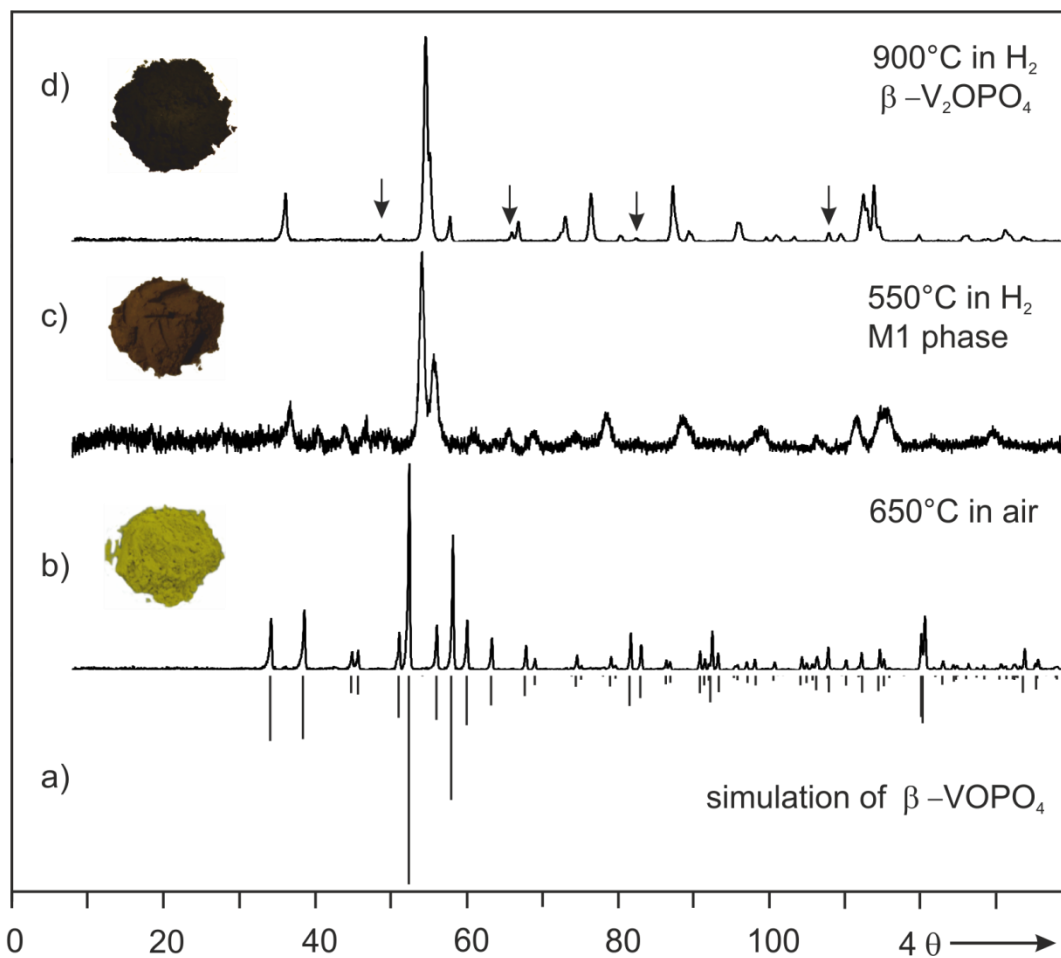 d)
900°C in H₂
β –V₂OPO₄
c)
550°C in H₂
M1 phase
b)
650°C in air
a)
simulation of β –VOPO₄
0 20 40 60 80 100 4 θ